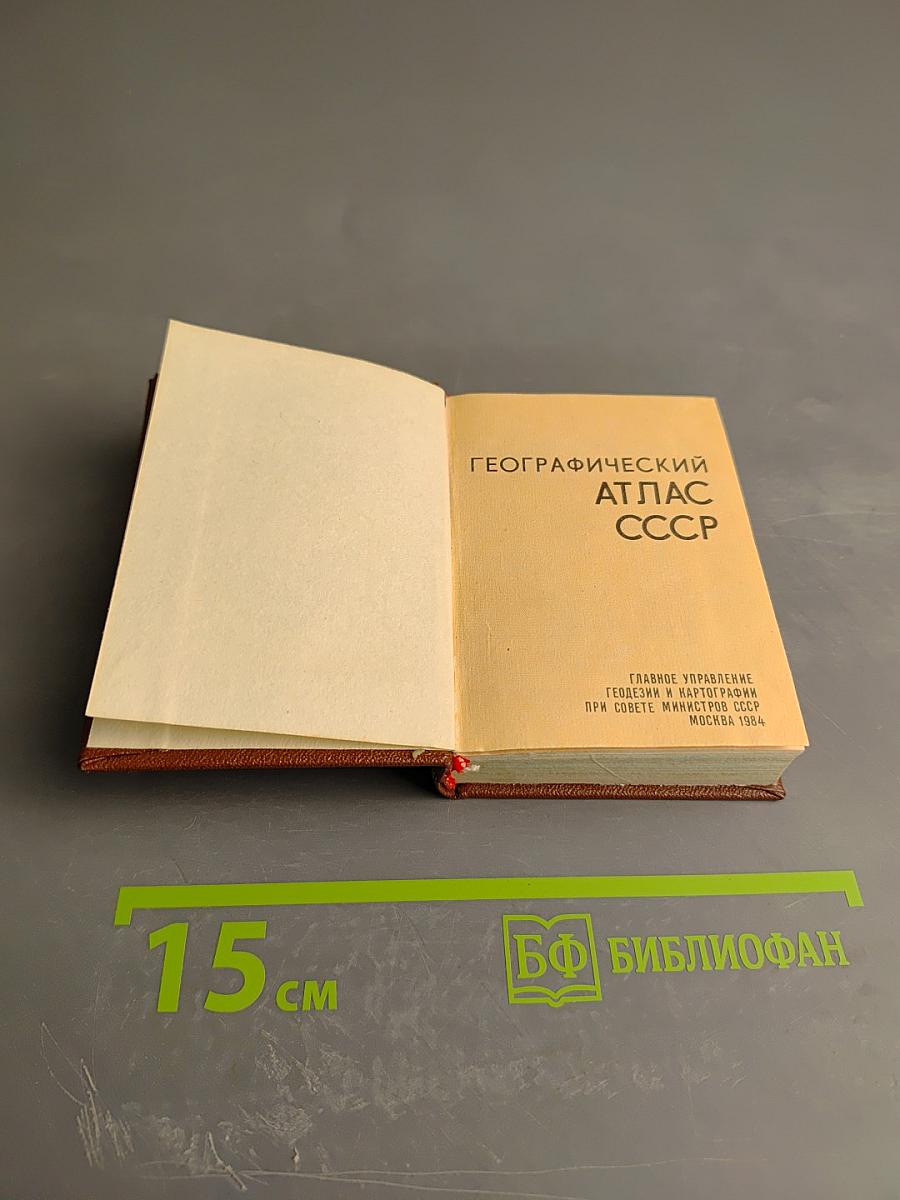 ГЕОГРАФИЧЕСКИЙ
АТЛАС
СССР
ГЛАВНОЕ УПРАВЛЕНИЕ
ГЕОДЕЗИИ И КАРТОГРАФИИ
ПРИ СОВЕТЕ МИНИСТРОВ СССР
МОСКВА 1984
15 СМ
БФ БИБЛИОФАН